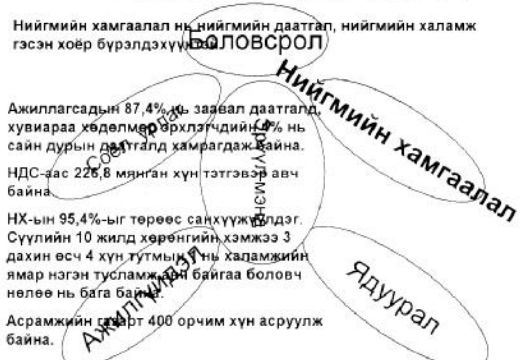 Нийгмийн хамгаалал нь нийгмийн даатгал, нийгмийн халамж
гэсэн хоёр бүрэлдэхүүнтэй.
Боловсрол
Нийгмийн хамгаалал
Ажиллагсадын 87,4% нь заавал даатгалд,
хувиараа хөдөлмөр эрхлэгчдийн % нь
сайн дурын даатгалд хамрагдаж байна.
Соёл урлаг
Эрүүл мэнд
НДС-аас 226,8 мянган хүн тэтгэвэр авч
байна.
НХ-ын 95,4%-ыг төрөөс санхүүжүүлдэг.
Сүүлийн 10 жилд хөрөнгийн хэмжээ 3
дахин өсч 4 хүн тутмын нь халамжийн
ямар нэгэн тусламж авч байгаа боловч
нөлөө нь бага байна.
Ажилгүйдэл
Ядуурал
Асрамжийн газарт 400 орчим хүн асруулж
байна.